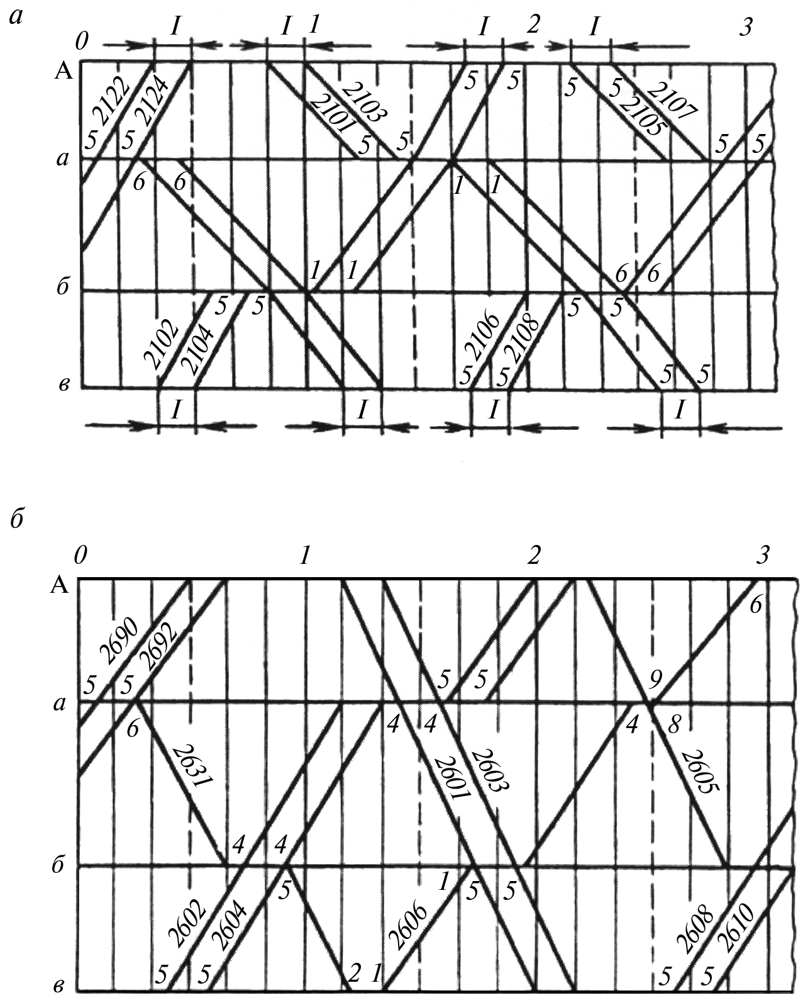 а
0 I I 1 I 2 I 3
А
2122 2124 2101 2103 5 5 5 5 2105 2107
5 5 5 5 5 5
а
6 6 1 1
1 1 6 6
б
5 5 5 5
2102 2104 2106 2108
5 5 5 5
в
I I I I
б
0 1 2 3
А
6
2690 2692
5 5 5 5 9
а
6 4 4 4 8
2631 2601 2603 2605
4 4
б
5 1 5 5
2602 2604 2606 2608 2610
5 5 2 1 5 5
в